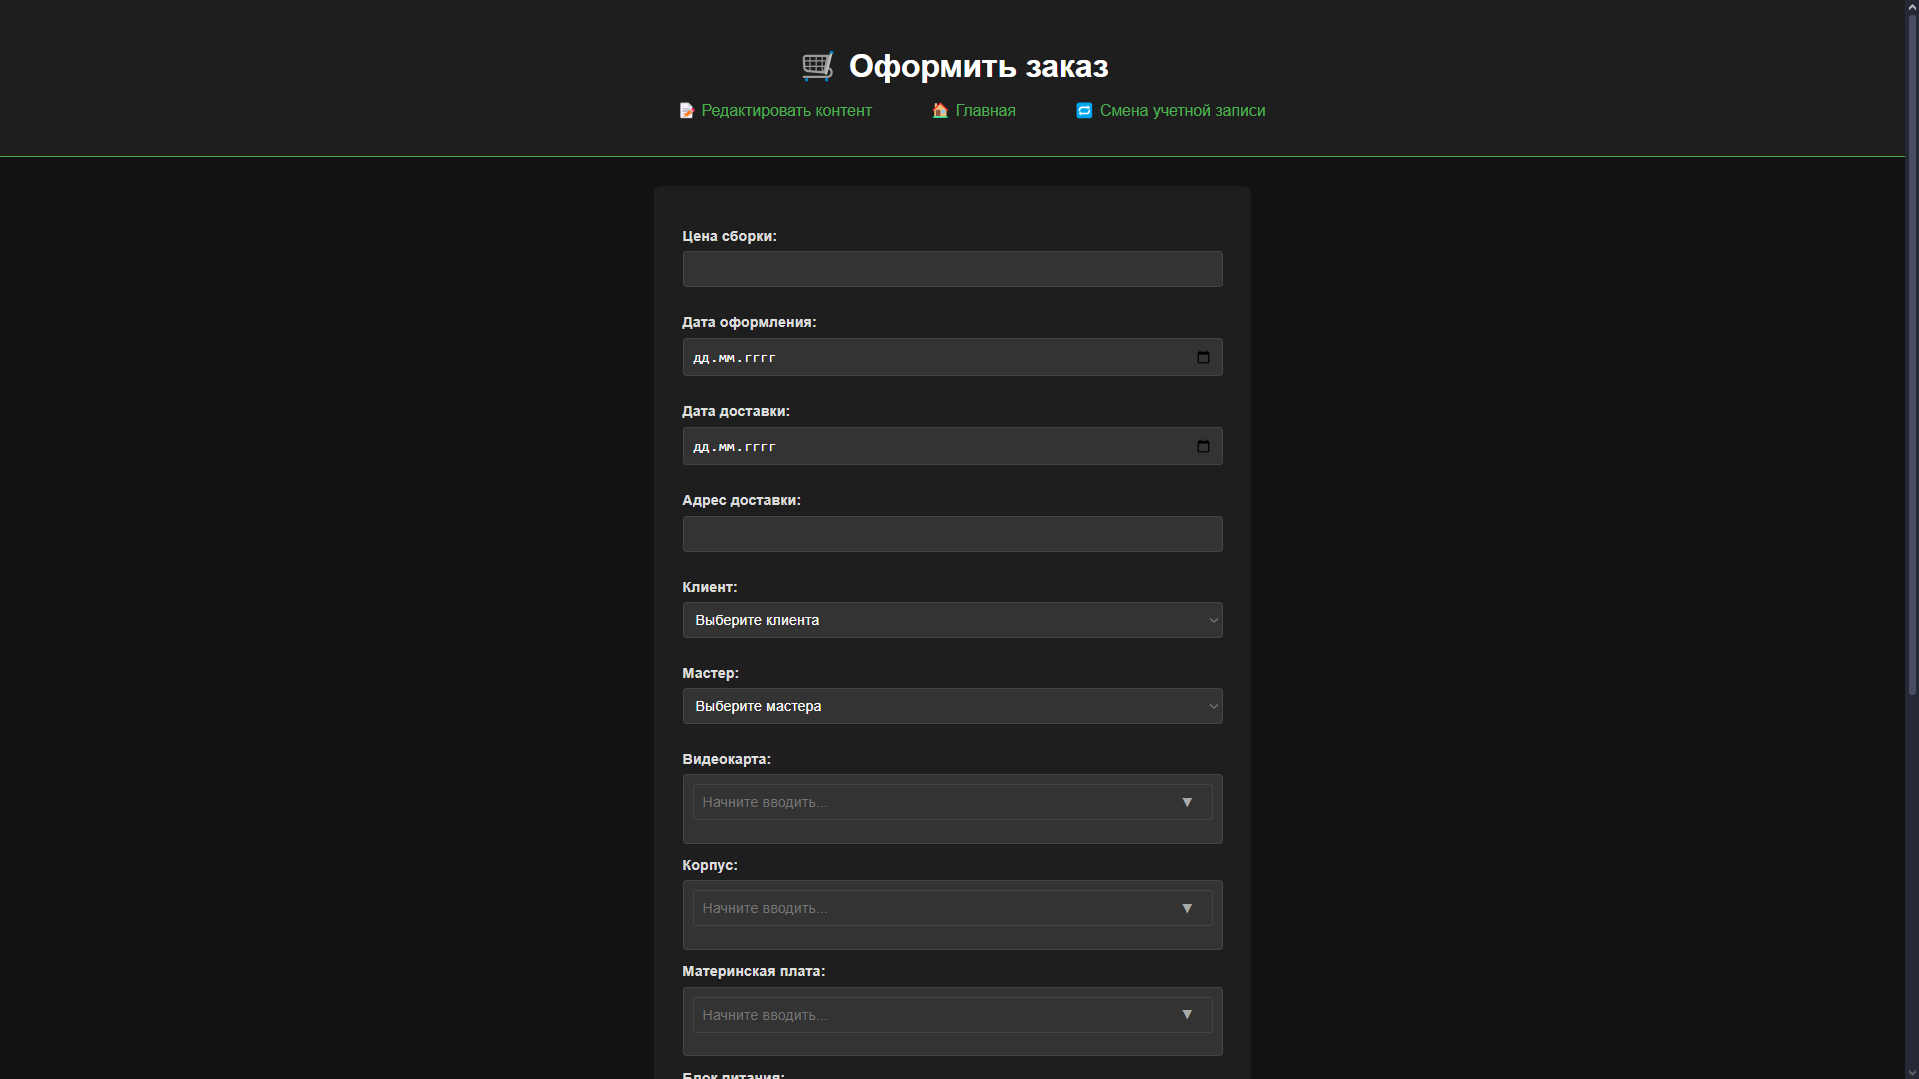 Оформить заказ
Редактировать контент Главная Смена учетной записи
Цена сборки:
Дата оформления:
дд.мм.гггг
Дата доставки:
дд.мм.гггг
Адрес доставки:
Клиент:
Выберите клиента
Мастер:
Выберите мастера
Видеокарта:
Начните вводить...
Корпус:
Начните вводить...
Материнская плата:
Начните вводить...
Блок питания: